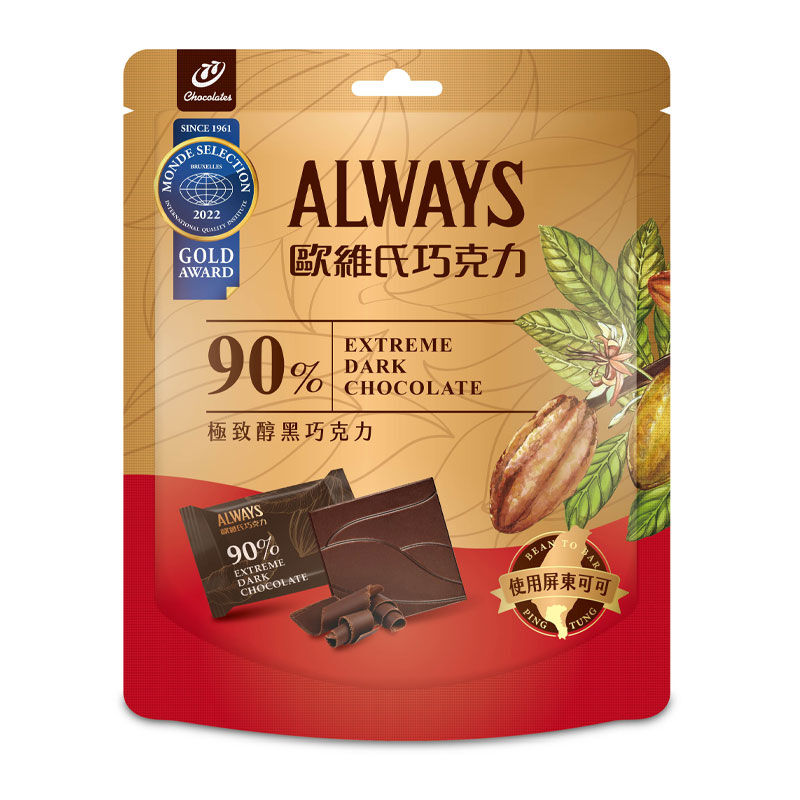 77
Chocolates
SINCE 1961
MONDE SELECTION
BRUXELLES
2022
INTERNATIONAL QUALITY INSTITUTE
GOLD
AWARD
ALWAYS
歐維氏巧克力
90%
EXTREME
DARK
CHOCOLATE
極致醇黑巧克力
ALWAYS
歐維氏巧克力
90%
EXTREME
DARK
CHOCOLATE
BEAN TO BAR
使用屏東可可
PING TUNG